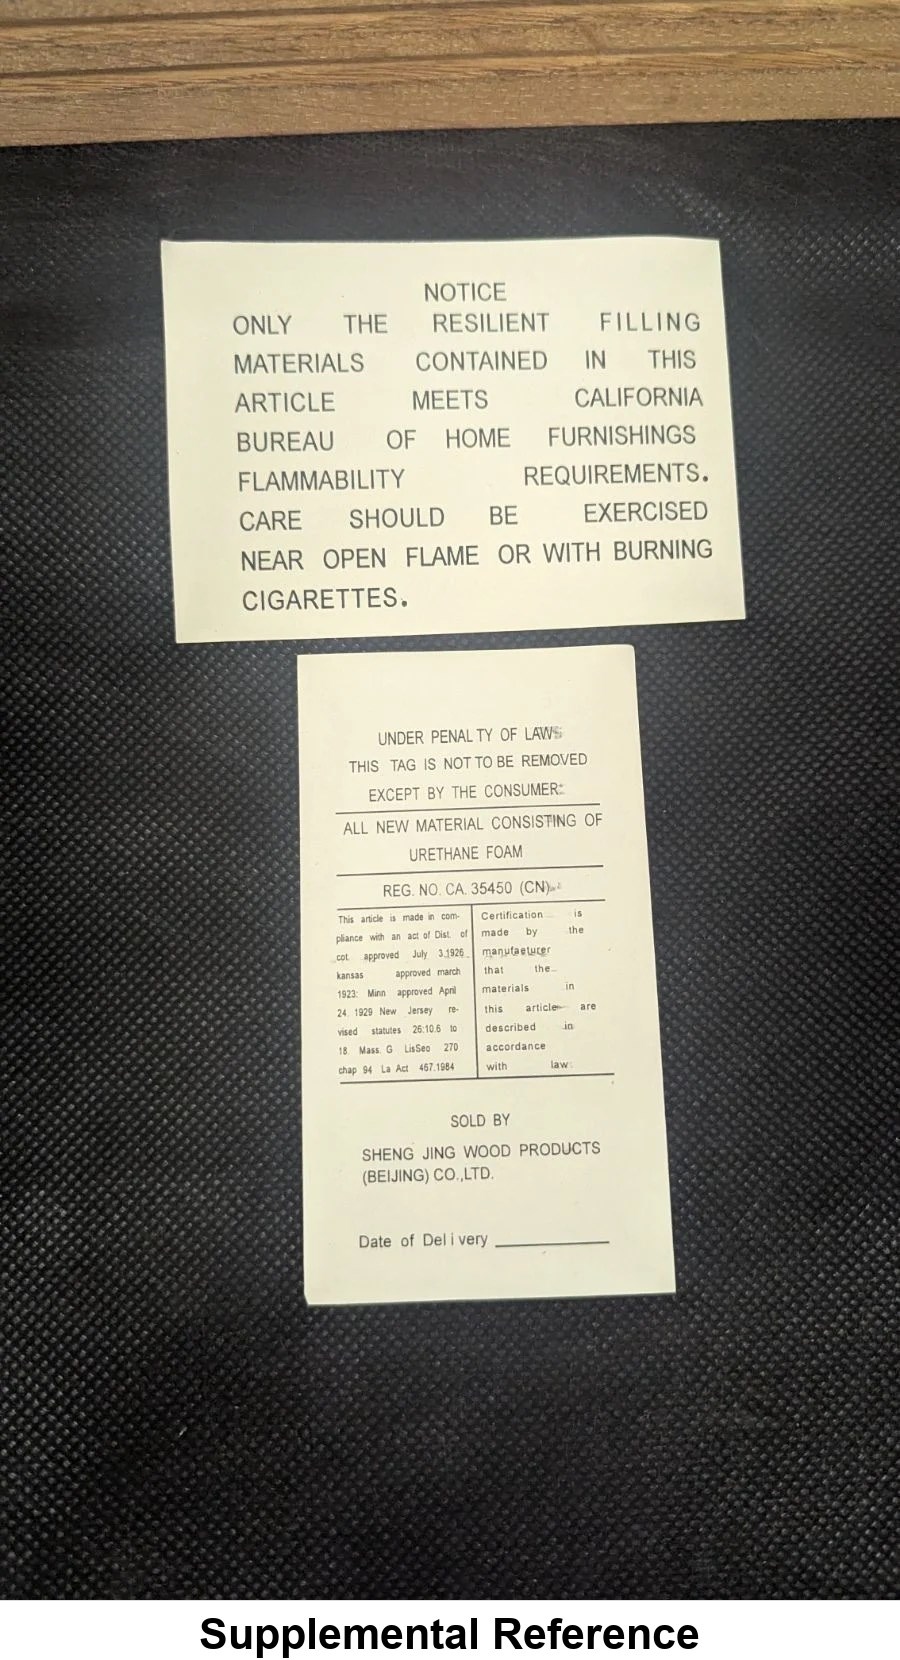 NOTICE
ONLY THE RESILIENT FILLING
MATERIALS CONTAINED IN THIS
ARTICLE MEETS CALIFORNIA
BUREAU OF HOME FURNISHINGS
FLAMMABILITY REQUIREMENTS.
CARE SHOULD BE EXERCISED
NEAR OPEN FLAME OR WITH BURNING
CIGARETTES.
UNDER PENAL TY OF LAWS
THIS TAG IS NOT TO BE REMOVED
EXCEPT BY THE CONSUMER:
ALL NEW MATERIAL CONSISTING OF
URETHANE FOAM
REG. NO. CA. 35450 (CN)
This article is made in com-
pliance with an act of Dist. of
cot. approved July 3.1926
kansas approved march
1923: Minn approved April
24. 1929 New Jersey re-
vised statutes 26:10.6 to
18. Mass. G LisSeo 270
chap 94 La Act 467.1984
Certification is
made by the
manufaeturer
that the
materials in
this article are
described in
accordance
with law.
SOLD BY
SHENG JING WOOD PRODUCTS
(BEIJING) CO.,LTD.
Date of Delivery
Supplemental Reference